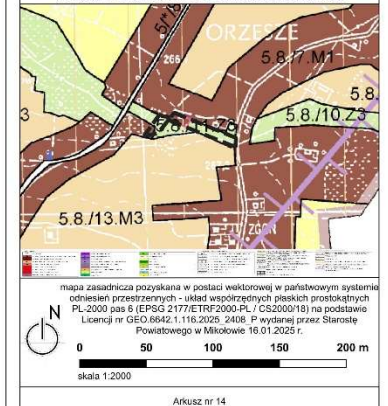 ORZESZE
266
5.8./7.M1
5.8./10.Z3
5.8./13.M3
mapa zasadnicza pozyskana w postaci wektorowej w państwowym systemie
odniesień przestrzennych - układ współrzędnych płaskich prostokątnych
PL-2000 pas 6 (EPSG 2177/ETRF2000-PL / CS2000/18) na podstawie
Licencji nr GEO.6642.1.116.2025_2408_P wydanej przez Starostę
Powiatowego w Mikołowie 16.01.2025 r.
N
0 50 100 150 200 m
skala 1:2000
Arkusz nr 14